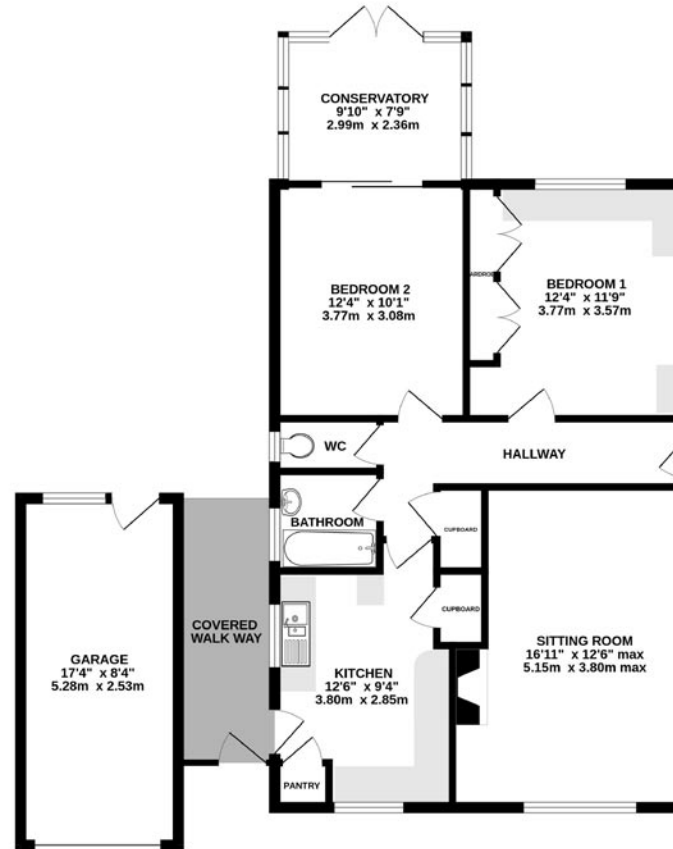 CONSERVATORY
9'10" x 7'9"
2.99m x 2.36m
BEDROOM 2
12'4" x 10'1"
3.77m x 3.08m
BEDROOM 1
12'4" x 11'9"
3.77m x 3.57m
WC
HALLWAY
BATHROOM
CUPBOARD
CUPBOARD
COVERED
WALK WAY
GARAGE
17'4" x 8'4"
5.28m x 2.53m
KITCHEN
12'6" x 9'4"
3.80m x 2.85m
SITTING ROOM
16'11" x 12'6" max
5.15m x 3.80m max
PANTRY